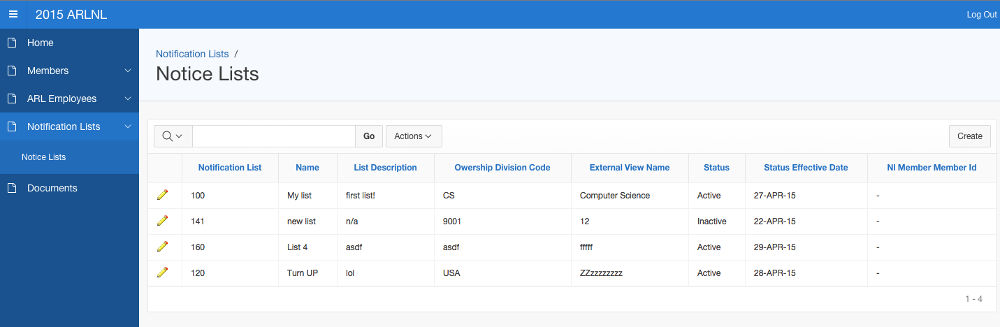 2015 ARLNL
Log Out
Home
Members
ARL Employees
Notification Lists
Notice Lists
Documents
Notification Lists /
Notice Lists
Go Actions Create
Notification List Name List Description Owership Division Code External View Name Status Status Effective Date Nl Member Member Id
100 My list first list! CS Computer Science Active 27-APR-15 -
141 new list n/a 9001 12 Inactive 22-APR-15 -
160 List 4 asdf asdf fffff Active 29-APR-15 -
120 Turn UP lol USA ZZzzzzzzzz Active 28-APR-15 -
1 - 4